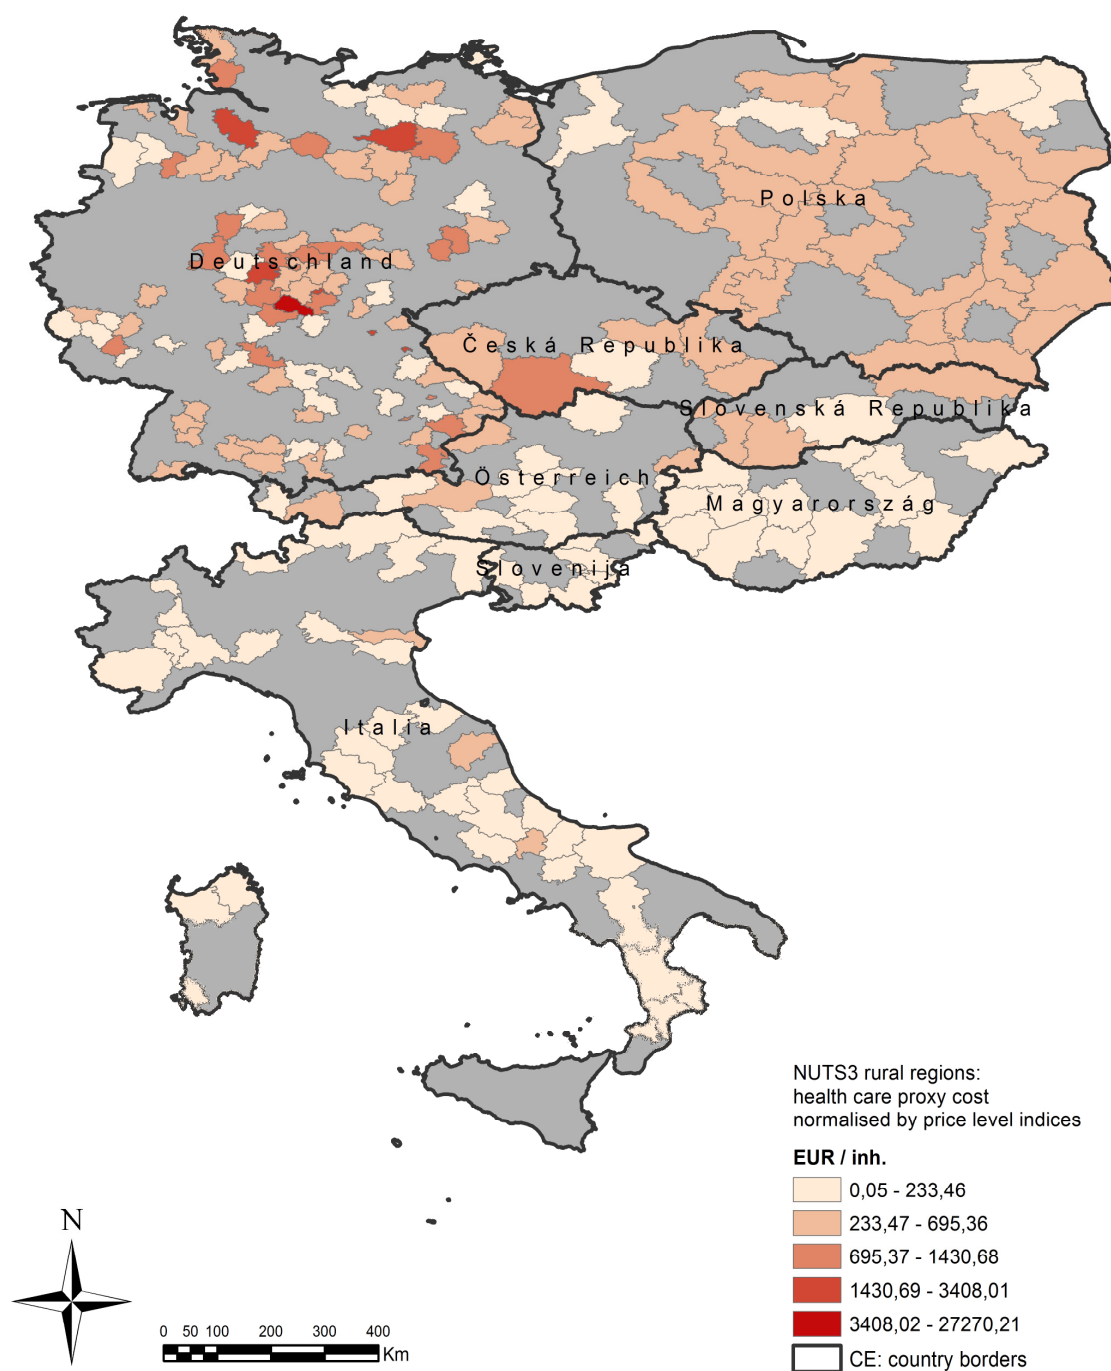 Polska
Deutschland
Česká Republika
Slovenská Republika
Österreich
Magyarország
Slovenija
Italia
NUTS3 rural regions:
health care proxy cost
normalised by price level indices
EUR / inh.
0,05 - 233,46
233,47 - 695,36
695,37 - 1430,68
1430,69 - 3408,01
3408,02 - 27270,21
CE: country borders
N
0 50 100 200 300 400
Km